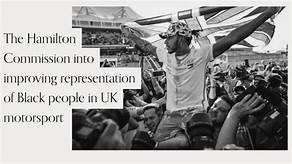 The Hamilton
Commission into
improving representation
of Black people in UK
motorsport